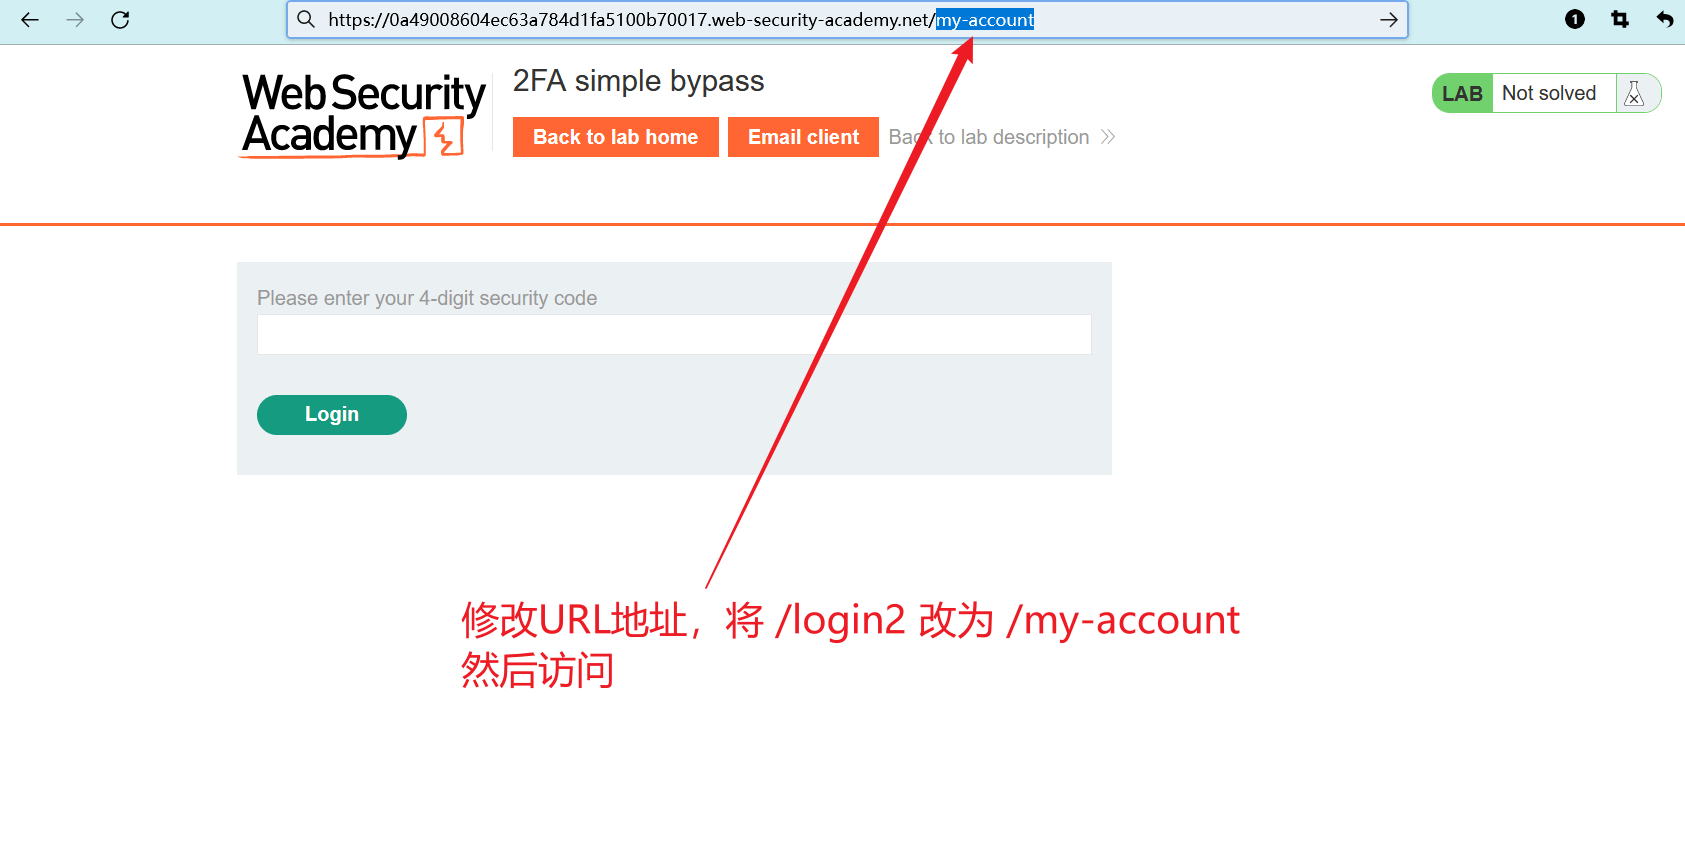 https://0a49008604ec63a784d1fa5100b70017.web-security-academy.net/my-account
1
Web Security
Academy
2FA simple bypass
Back to lab home
Email client
Back to lab description
LAB
Not solved
Please enter your 4-digit security code
Login
修改URL地址，将 /login2 改为 /my-account
然后访问